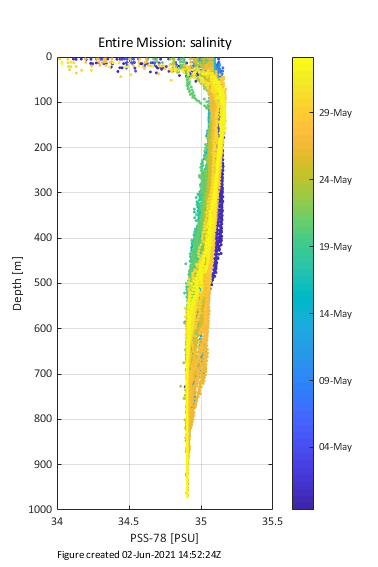 Entire Mission: salinity
0
100
200
300
400
500
600
700
800
900
1000
Depth [m]
34 34.5 35 35.5
PSS-78 [PSU]
29-May
24-May
19-May
14-May
09-May
04-May
Figure created 02-Jun-2021 14:52:24Z